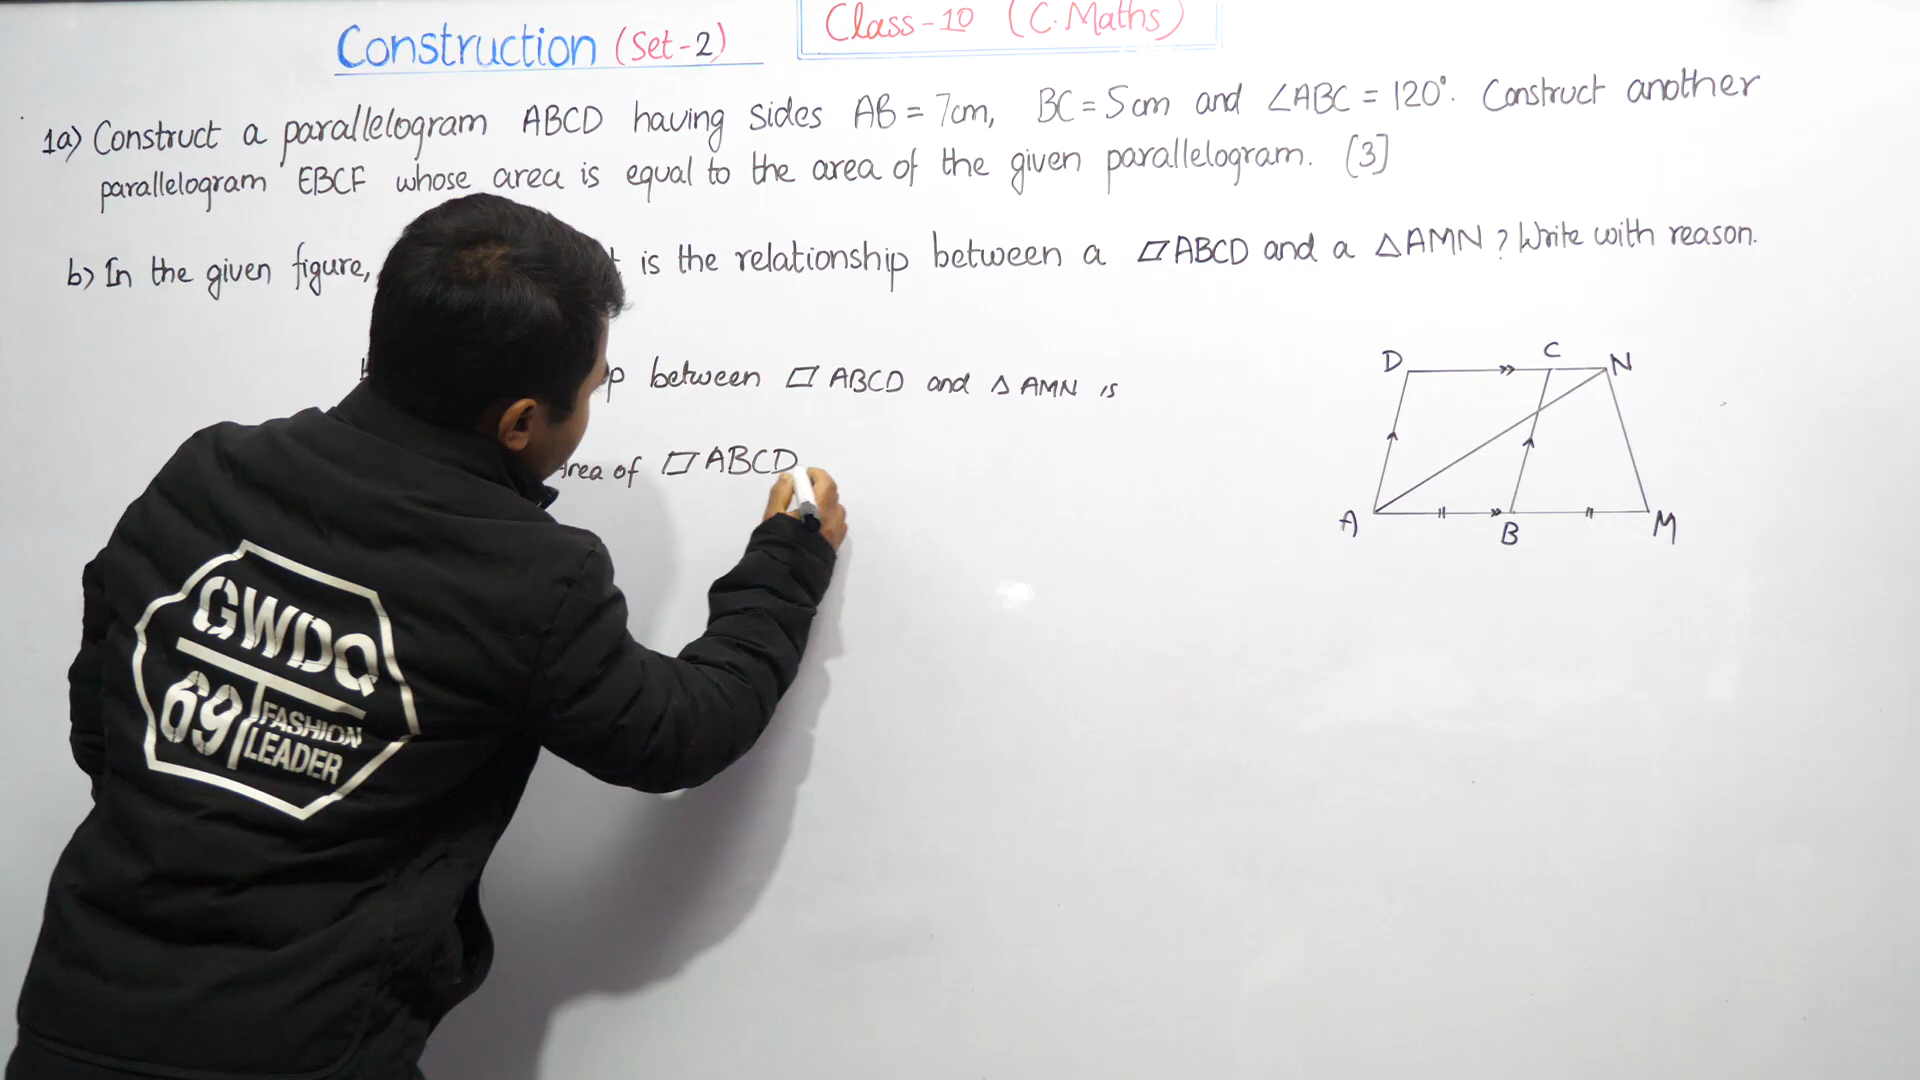 Construction (Set-2)
Class-10 (C.Maths)
1a) Construct a parallelogram ABCD having sides AB = 7cm, BC = 5cm and ∠ABC = 120°. Construct another
parallelogram EBCF whose area is equal to the area of the given parallelogram. [3]
b) In the given figure, is the relationship between a ▱ABCD and a △AMN? Write with reason.
between ▱ ABCD and △ AMN is
Area of ▱ ABCD
D C N
A B M
GWDQ
69 FASHION
LEADER